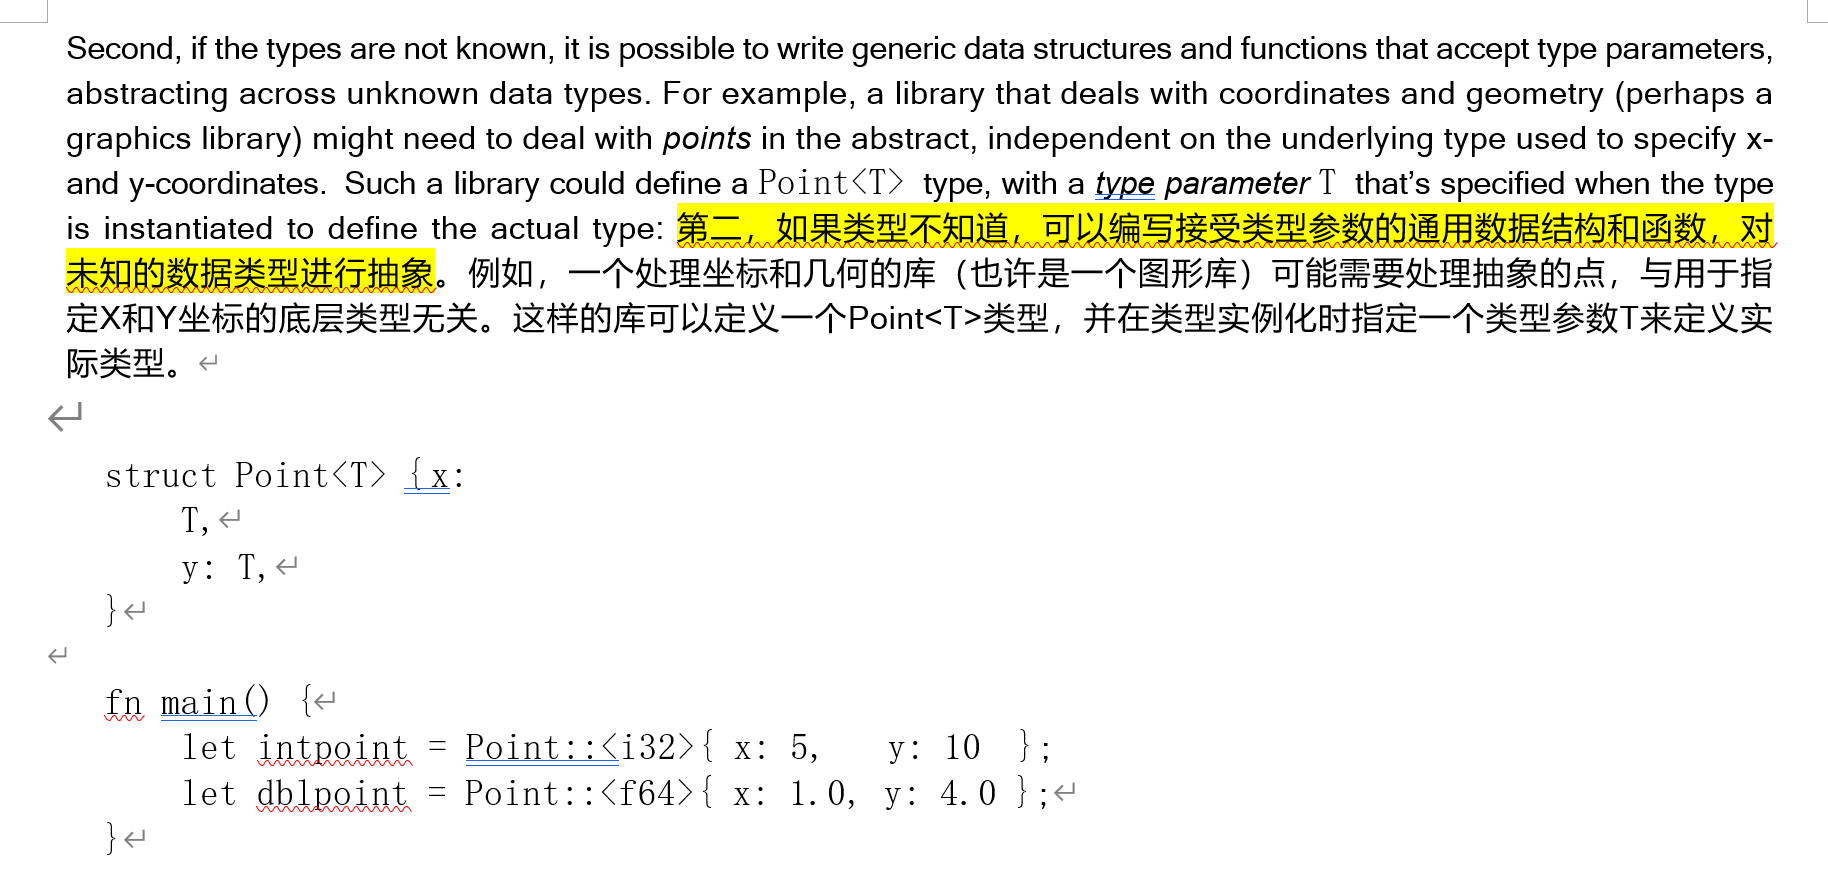 Second, if the types are not known, it is possible to write generic data structures and functions that accept type parameters,
abstracting across unknown data types. For example, a library that deals with coordinates and geometry (perhaps a
graphics library) might need to deal with points in the abstract, independent on the underlying type used to specify x-
and y-coordinates. Such a library could define a Point<T> type, with a type parameter T that’s specified when the type
is instantiated to define the actual type: 第二，如果类型不知道，可以编写接受类型参数的通用数据结构和函数，对
未知的数据类型进行抽象。例如，一个处理坐标和几何的库（也许是一个图形库）可能需要处理抽象的点，与用于指
定X和Y坐标的底层类型无关。这样的库可以定义一个Point<T>类型，并在类型实例化时指定一个类型参数T来定义实
际类型。
struct Point<T> {x:
T,
y: T,
}
fn main() {
let intpoint = Point::<i32>{ x: 5, y: 10 };
let dblpoint = Point::<f64>{ x: 1.0, y: 4.0 };
}